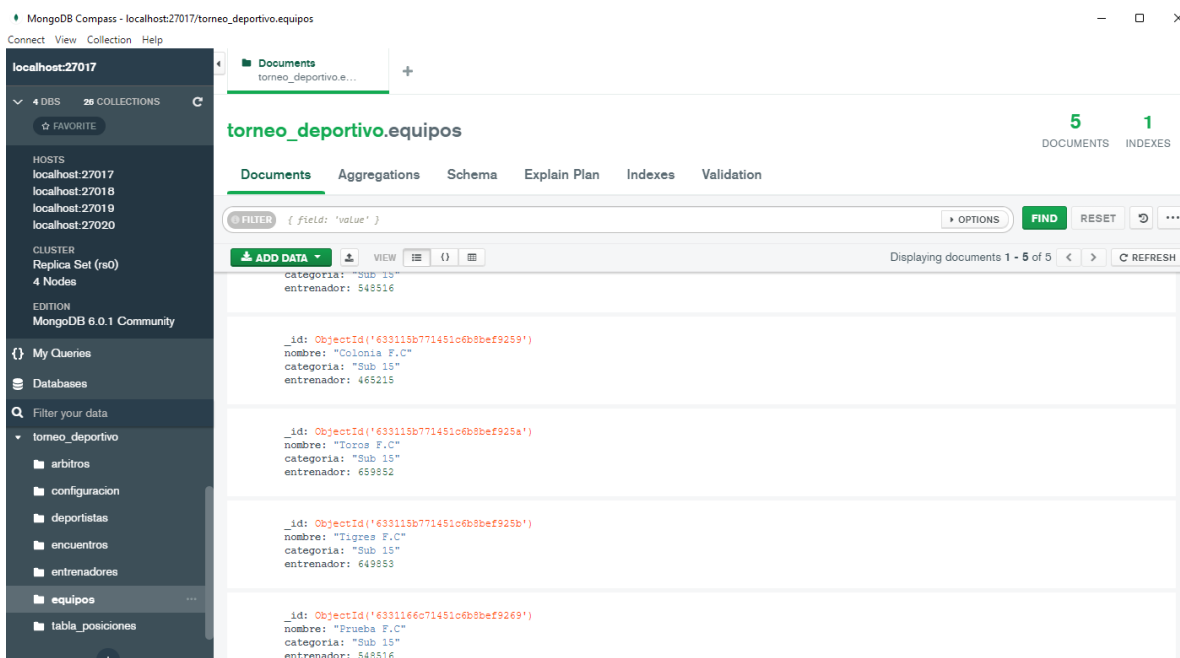 MongoDB Compass - localhost:27017/torneo_deportivo.equipos
Connect View Collection Help
localhost:27017
4 DBS 26 COLLECTIONS
FAVORITE
HOSTS
localhost:27017
localhost:27018
localhost:27019
localhost:27020
CLUSTER
Replica Set (rs0)
4 Nodes
EDITION
MongoDB 6.0.1 Community
{} My Queries
Databases
Filter your data
torneo_deportivo
arbitros
configuracion
deportistas
encuentros
entrenadores
equipos ...
tabla_posiciones
Documents
torneo_deportivo.e...
+
torneo_deportivo.equipos
5
DOCUMENTS
1
INDEXES
Documents Aggregations Schema Explain Plan Indexes Validation
FILTER { field: 'value' } OPTIONS FIND RESET ...
ADD DATA VIEW {} Displaying documents 1 - 5 of 5 < > REFRESH
categoria: "Sub 15"
entrenador: 548516
_id: ObjectId('633115b771451c6b8bef9259')
nombre: "Colonia F.C"
categoria: "Sub 15"
entrenador: 465215
_id: ObjectId('633115b771451c6b8bef925a')
nombre: "Toros F.C"
categoria: "Sub 15"
entrenador: 659852
_id: ObjectId('633115b771451c6b8bef925b')
nombre: "Tigres F.C"
categoria: "Sub 15"
entrenador: 649853
_id: ObjectId('6331166c71451c6b8bef9269')
nombre: "Prueba F.C"
categoria: "Sub 15"
entrenador: 548516